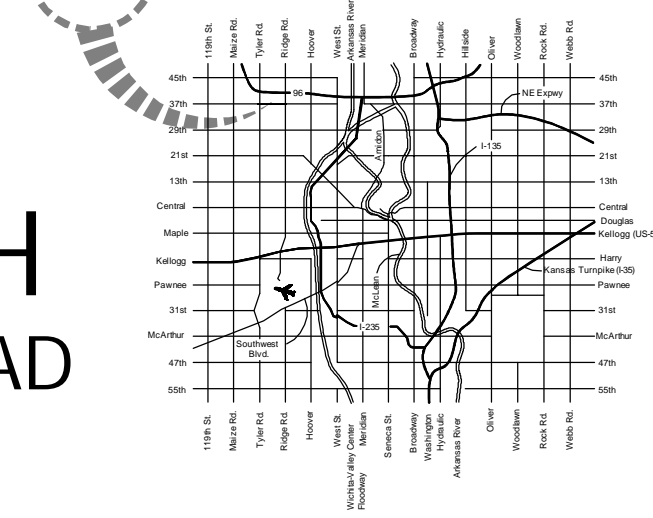 119th St.
Maize Rd.
Tyler Rd.
Ridge Rd.
Hoover
West St.
Arkansas River
Meridian
Broadway
Hydraulic
Hillside
Oliver
Woodlawn
Rock Rd.
Webb Rd.
45th
45th
96
NE Expwy
37th
37th
29th
29th
Amidon
I-135
21st
21st
13th
13th
Central
Central
Douglas
Maple
Kellogg (US-5
H
Kellogg
Harry
Kansas Turnpike (I-35)
Pawnee
Pawnee
McLean
31st
31st
I-235
McArthur
McArthur
Southwest
Blvd.
AD
47th
47th
55th
55th
119th St.
Maize Rd.
Tyler Rd.
Ridge Rd.
Hoover
West St.
Wichita-Valley Center
Floodway
Meridian
Seneca St.
Broadway
Washington
Hydraulic
Arkansas River
Oliver
Woodlawn
Rock Rd.
Webb Rd.